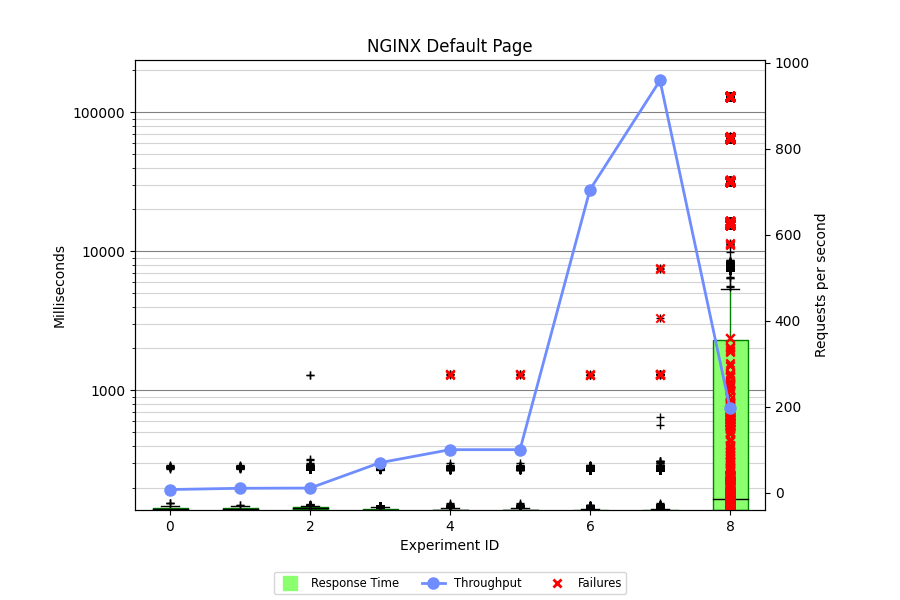 NGINX Default Page
100000
10000
1000
Milliseconds
1000
800
600
400
200
0
Requests per second
0 2 4 6 8
Experiment ID
Response Time Throughput Failures